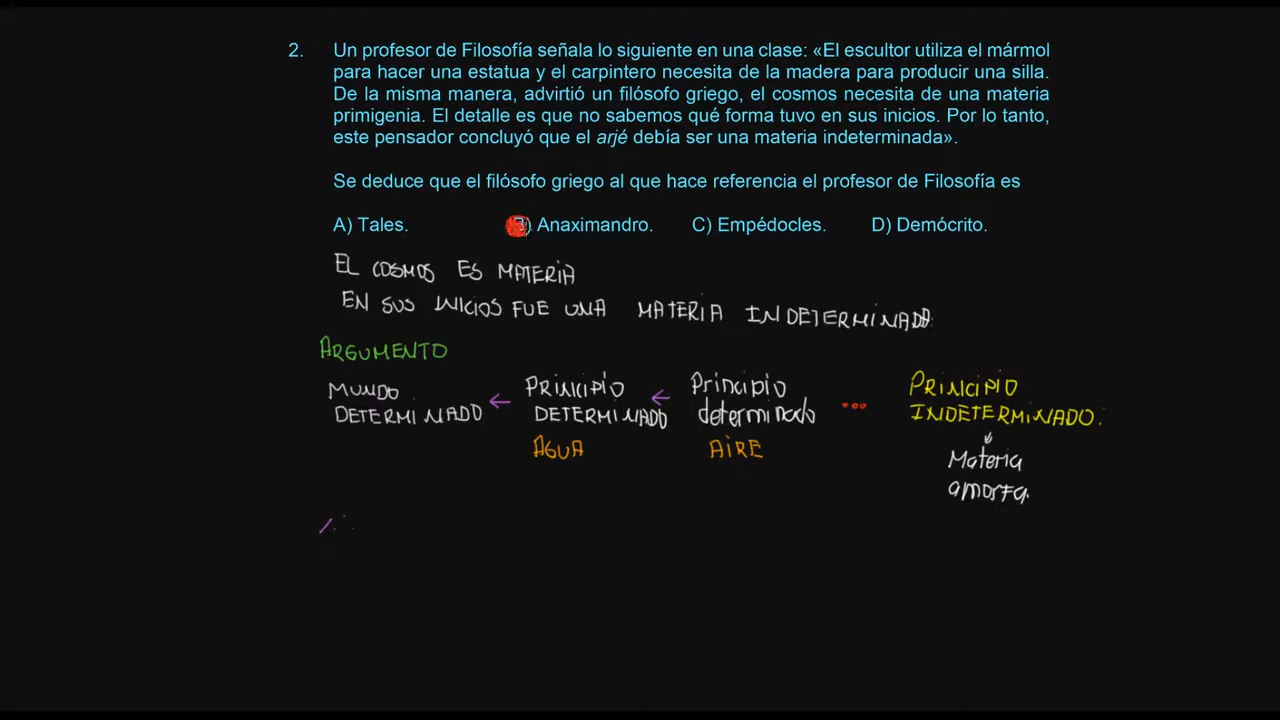 2. Un profesor de Filosofía señala lo siguiente en una clase: «El escultor utiliza el mármol
para hacer una estatua y el carpintero necesita de la madera para producir una silla.
De la misma manera, advirtió un filósofo griego, el cosmos necesita de una materia
primigenia. El detalle es que no sabemos qué forma tuvo en sus inicios. Por lo tanto,
este pensador concluyó que el arjé debía ser una materia indeterminada».
Se deduce que el filósofo griego al que hace referencia el profesor de Filosofía es
A) Tales. B) Anaximandro. C) Empédocles. D) Demócrito.
EL COSMOS ES MATERIA
EN SUS INICIOS FUE UNA MATERIA INDETERMINADA.
ARGUMENTO
MUNDO PRINCIPIO Principio PRINCIPIO
DETERMINADO ← DETERMINADO ← determinado ... INDETERMINADO:
AGUA AIRE Materia
amorfa.